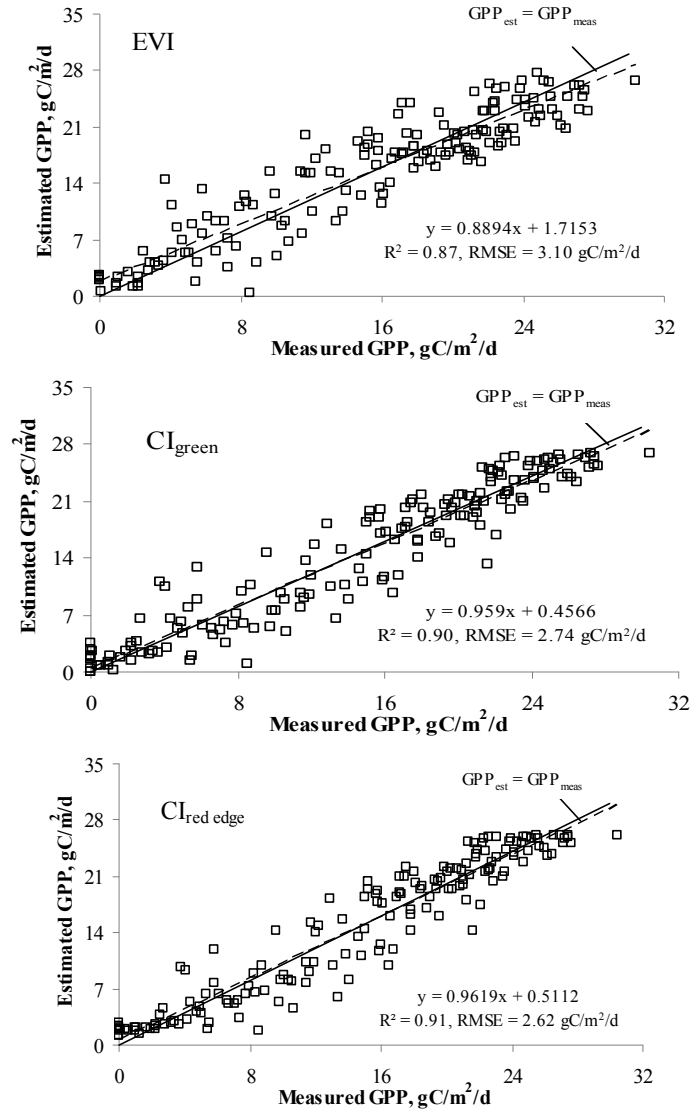 GPPest = GPPmeas
EVI
35
28
21
14
7
0
Estimated GPP, gC/m2/d
y = 0.8894x + 1.7153
R2 = 0.87, RMSE = 3.10 gC/m2/d
0 8 16 24 32
Measured GPP, gC/m2/d
GPPest = GPPmeas
CIgreen
35
28
21
14
7
0
Estimated GPP, gC/m2/d
y = 0.959x + 0.4566
R2 = 0.90, RMSE = 2.74 gC/m2/d
0 8 16 24 32
Measured GPP, gC/m2/d
GPPest = GPPmeas
CIred edge
35
28
21
14
7
0
Estimated GPP, gC/m2/d
y = 0.9619x + 0.5112
R2 = 0.91, RMSE = 2.62 gC/m2/d
0 8 16 24 32
Measured GPP, gC/m2/d